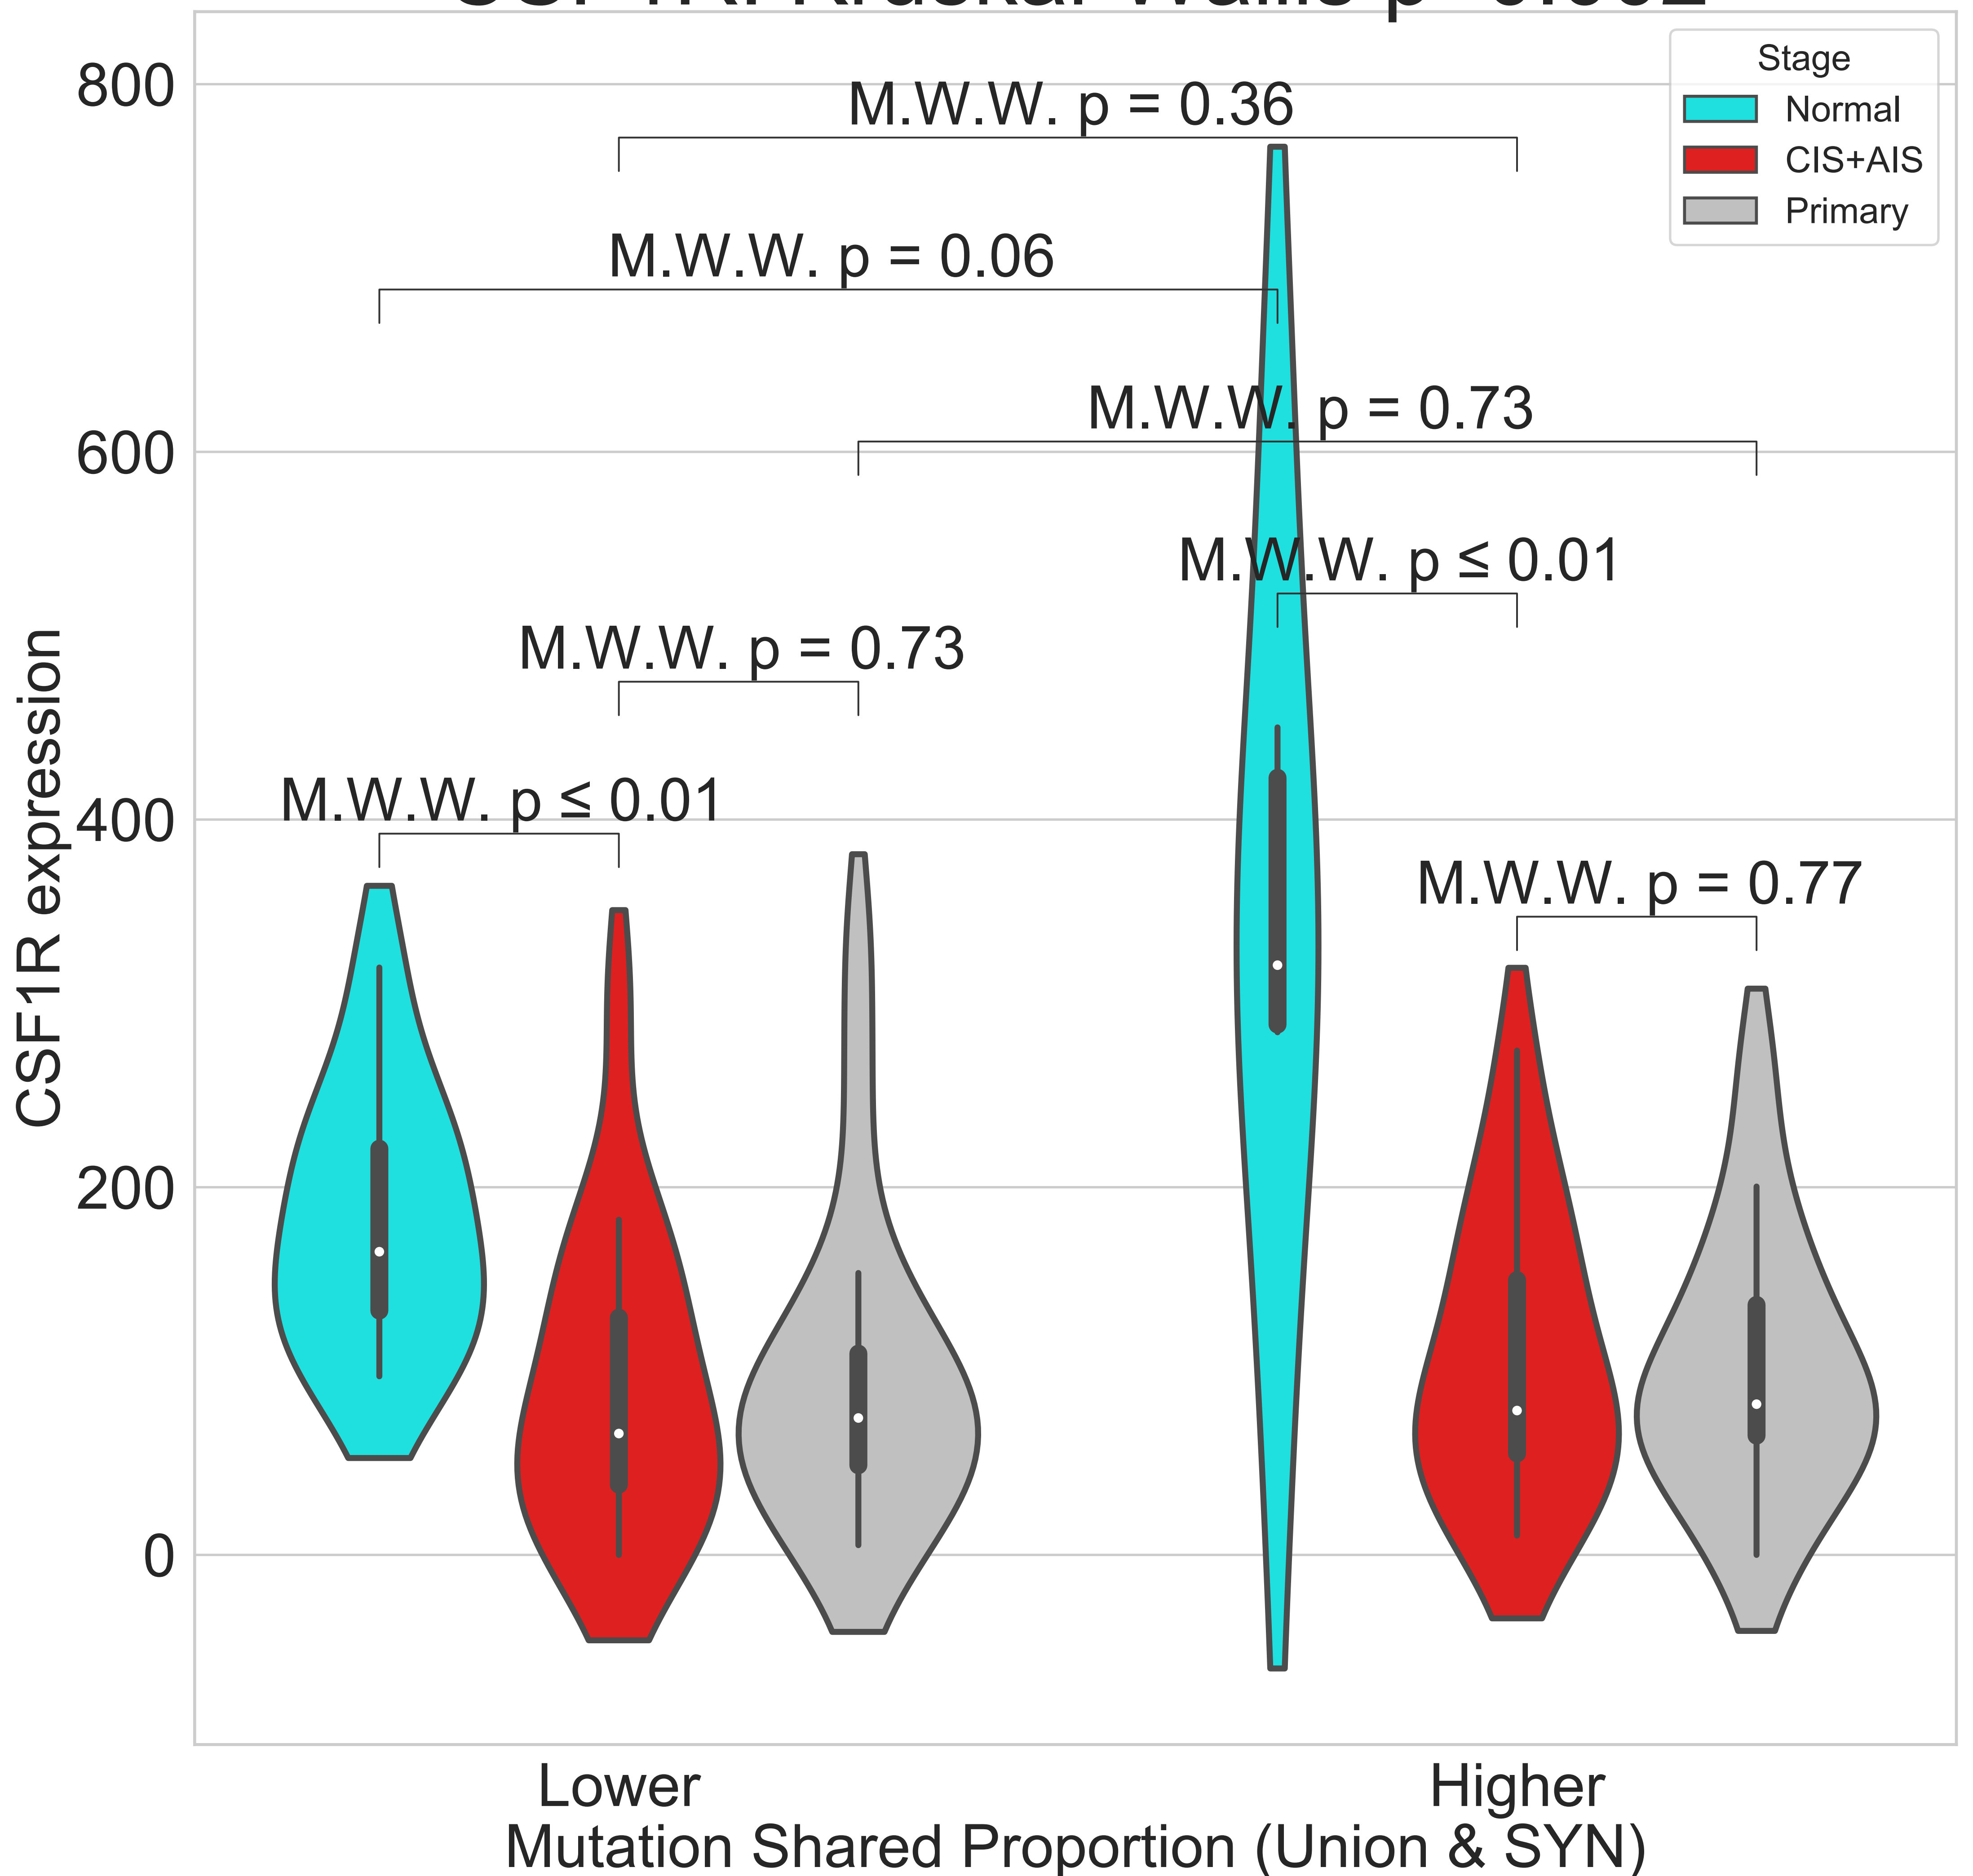 800
M.W.W. p = 0.36
Stage
Normal
CIS+AIS
Primary
M.W.W. p = 0.06
600
M.W.W. p = 0.73
M.W.W. p ≤ 0.01
M.W.W. p = 0.73
400
M.W.W. p ≤ 0.01
M.W.W. p = 0.77
CSF1R expression
200
0
Lower
Higher
Mutation Shared Proportion (Union & SYN)